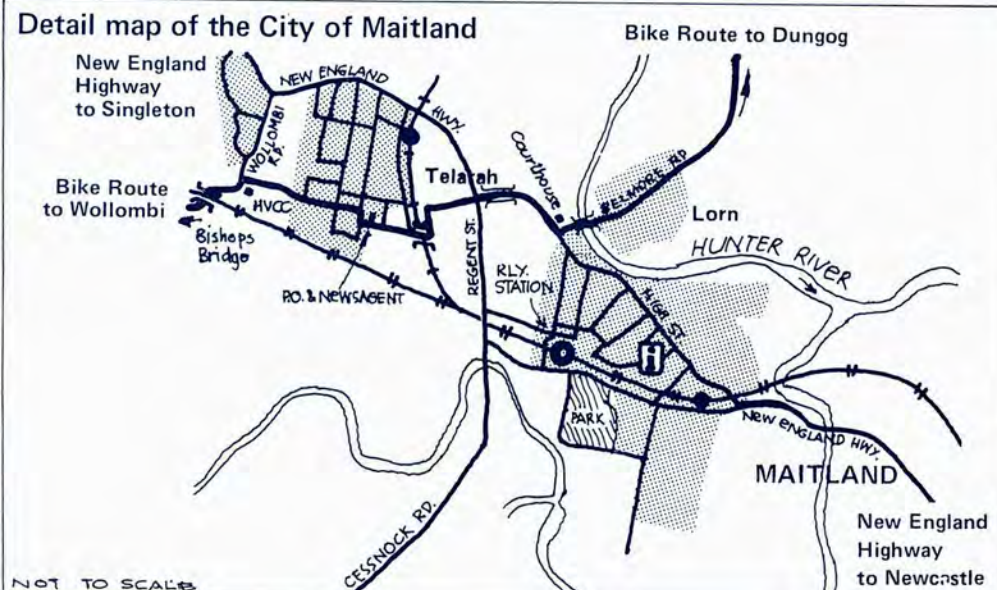 Detail map of the City of Maitland
Bike Route to Dungog
New England
Highway
to Singleton
NEW ENGLAND
HWY.
WOLLOMBI
RD.
Courthouse
BELMORE RD
Telarah
Lorn
Bike Route
to Wollombi
HVCC
Bishops
Bridge
HUNTER RIVER
REGENT ST.
RLY.
STATION
P.O. & NEWSAGENT
HIGH ST.
H
PARK
NEW ENGLAND HWY.
MAITLAND
CESSNOCK RD.
New England
Highway
to Newcastle
NOT TO SCALE